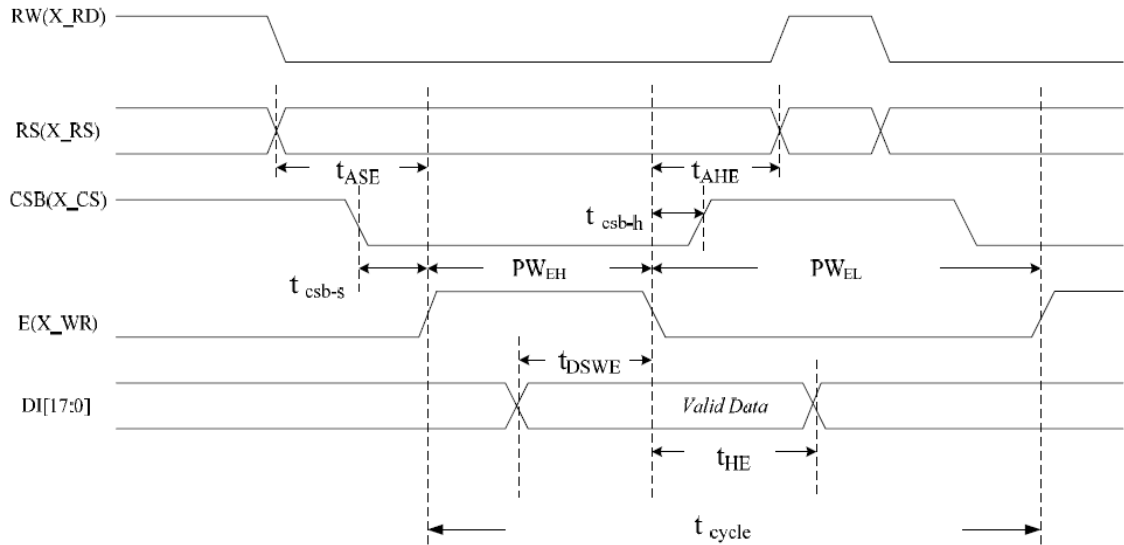 RW(X_RD)
RS(X_RS)
tASE
tAHE
CSB(X_CS)
t csb-h
t csb-s
PWEH
PWEL
E(X_WR)
tDSWE
DI[17:0]
Valid Data
tHE
t cycle